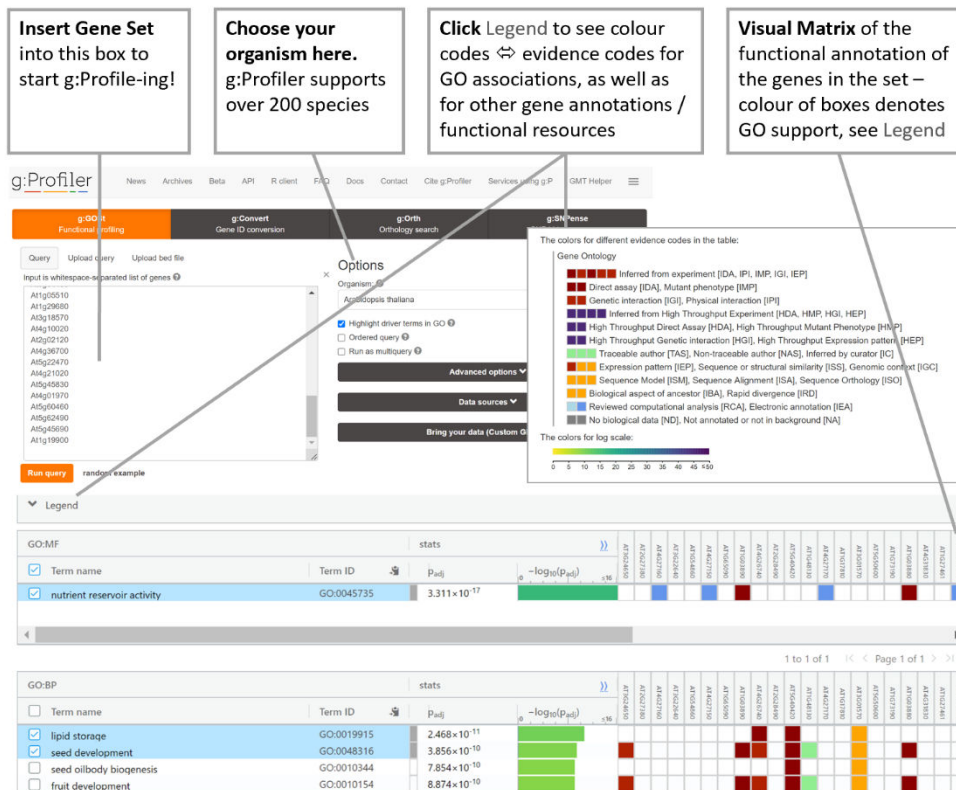 Insert Gene Set
into this box to
start g:Profile-ing!
Choose your
organism here.
g:Profiler supports
over 200 species
Click Legend to see colour
codes ⇔ evidence codes for
GO associations, as well as
for other gene annotations /
functional resources
Visual Matrix of the
functional annotation of
the genes in the set –
colour of boxes denotes
GO support, see Legend
g:Profiler
News Archives Beta API R client FAQ Docs Contact Cite g:Profiler Services using g:P GMT Helper
g:GOSt
Functional profiling
g:Convert
Gene ID conversion
g:Orth
Orthology search
g:SNPense
Query Upload query Upload bed file
Input is whitespace-separated list of genes
At1g05510
At1g29680
At3g18570
At4g10020
At2g02120
At4g36700
At5g22470
At4g21020
At5g45830
At4g01970
At5g60460
At5g62490
At5g45690
At1g19900
Run query random example
Options
Organism:
Arabidopsis thaliana
Highlight driver terms in GO
Ordered query
Run as multiquery
Advanced options
Data sources
Bring your data (Custom G
The colors for different evidence codes in the table:
Gene Ontology
Inferred from experiment [IDA, IPI, IMP, IGI, IEP]
Direct assay [IDA], Mutant phenotype [IMP]
Genetic interaction [IGI], Physical interaction [IPI]
Inferred from High Throughput Experiment [HDA, HMP, HGI, HEP]
High Throughput Direct Assay [HDA], High Throughput Mutant Phenotype [HMP]
High Throughput Genetic interaction [HGI], High Throughput Expression pattern [HEP]
Traceable author [TAS], Non-traceable author [NAS], Inferred by curator [IC]
Expression pattern [IEP], Sequence or structural similarity [ISS], Genomic context [IGC]
Sequence Model [ISM], Sequence Alignment [ISA], Sequence Orthology [ISO]
Biological aspect of ancestor [IBA], Rapid divergence [IRD]
Reviewed computational analysis [RCA], Electronic annotation [IEA]
No biological data [ND], Not annotated or not in background [NA]
The colors for log scale:
0 5 10 15 20 25 30 35 40 45 ≤50
Legend
GO:MF stats
Term name Term ID padj −log10(padj)
0 ≤16
nutrient reservoir activity GO:0045735 3.311×10-17
1 to 1 of 1 Page 1 of 1
GO:BP stats
Term name Term ID padj −log10(padj)
0 ≤16
lipid storage GO:0019915 2.468×10-11
seed development GO:0048316 3.856×10-10
seed oilbody biogenesis GO:0010344 7.854×10-10
fruit development GO:0010154 8.874×10-10